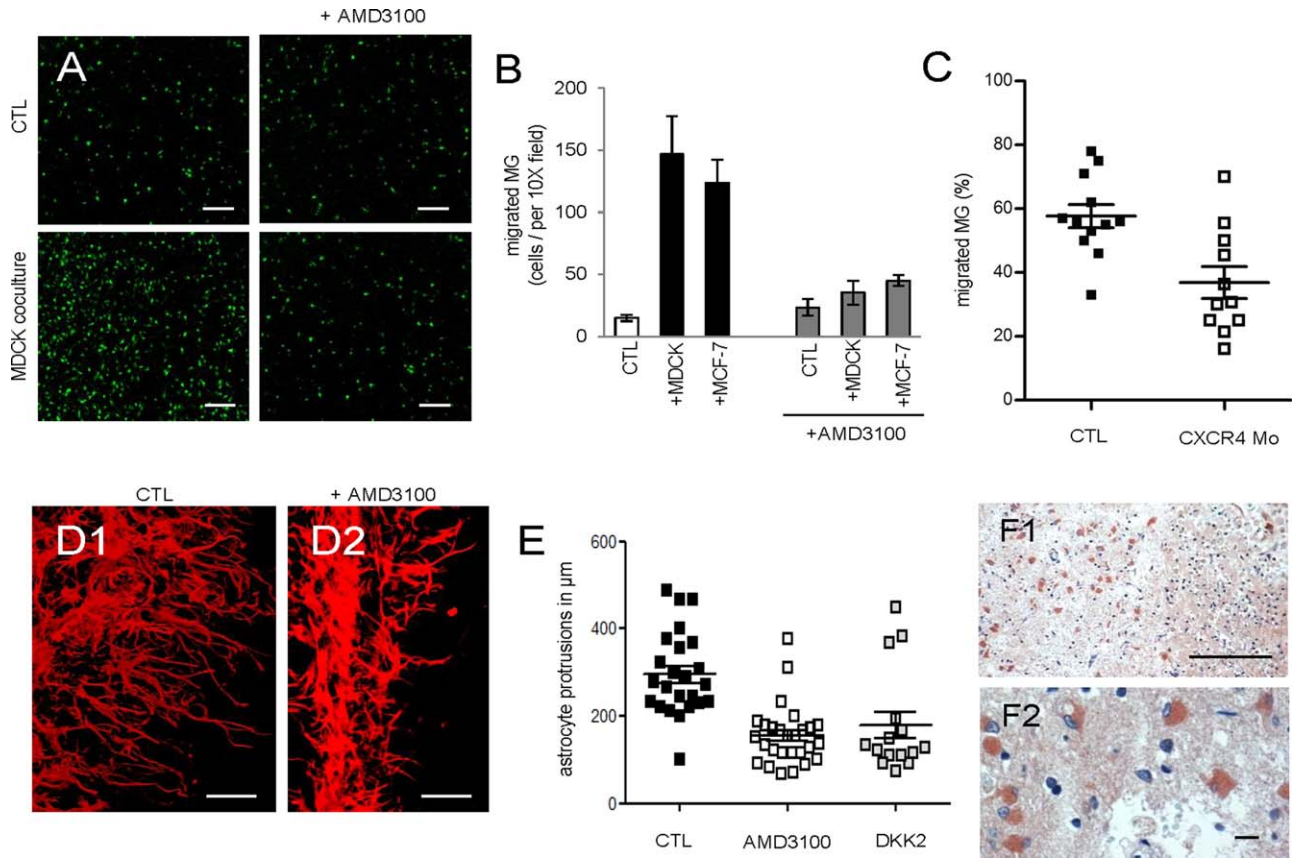 + AMD3100
A
CTL
MDCK coculture
B
migrated MG
(cells / per 10X field)
200
150
100
50
0
CTL
+MDCK
+MCF-7
CTL
+MDCK
+MCF-7
+AMD3100
C
migrated MG (%)
100
80
60
40
20
0
CTL
CXCR4 Mo
CTL
+ AMD3100
D1
D2
E
astrocyte protrusions in µm
600
400
200
0
CTL
AMD3100
DKK2
F1
F2